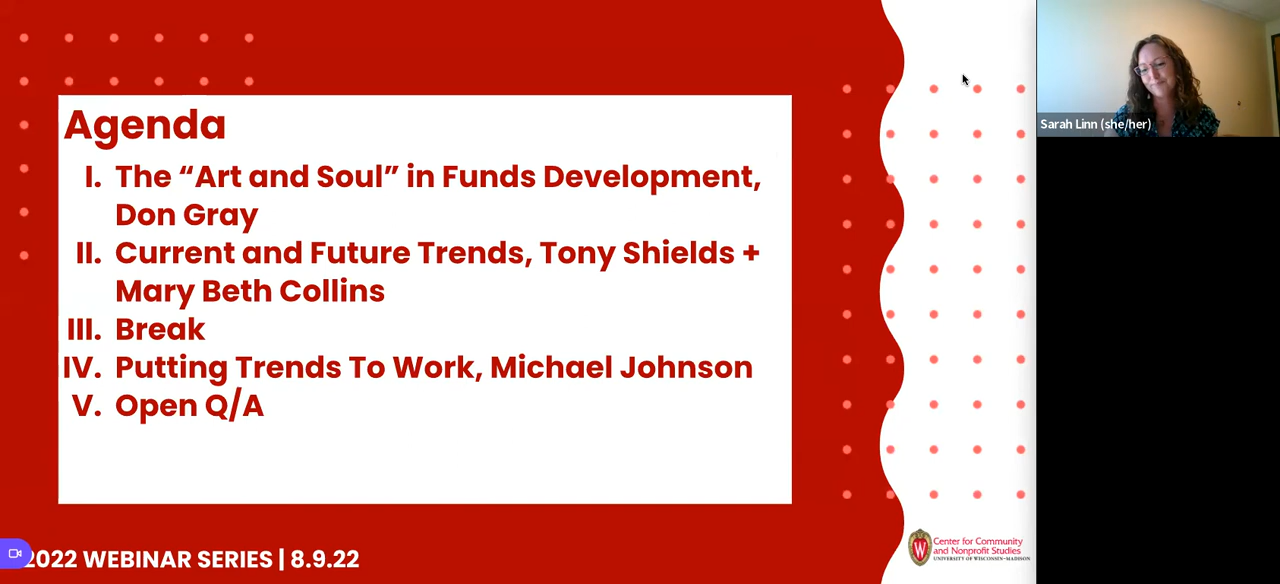 Agenda
I. The “Art and Soul” in Funds Development,
Don Gray
II. Current and Future Trends, Tony Shields +
Mary Beth Collins
III. Break
IV. Putting Trends To Work, Michael Johnson
V. Open Q/A
2022 WEBINAR SERIES | 8.9.22
W
Center for Community
and Nonprofit Studies
UNIVERSITY OF WISCONSIN–MADISON
Sarah Linn (she/her)